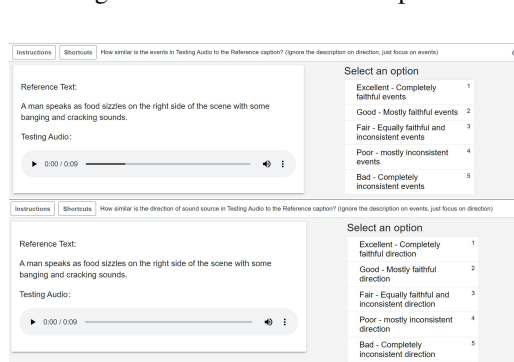 Instructions Shortcuts How similar is the events in Testing Audio to the Reference caption? (Ignore the description on direction, just focus on events)
Select an option
Reference Text:
A man speaks as food sizzles on the right side of the scene with some
banging and cracking sounds.
Testing Audio:
0:00 / 0:09
Excellent - Completely
faithful events 1
Good - Mostly faithful events 2
Fair - Equally faithful and
inconsistent events 3
Poor - mostly inconsistent
events 4
Bad - Completely
inconsistent events 5
Instructions Shortcuts How similar is the direction of sound source in Testing Audio to the Reference caption? (Ignore the description on events, just focus on direction)
Select an option
Reference Text:
A man speaks as food sizzles on the right side of the scene with some
banging and cracking sounds.
Testing Audio:
0:00 / 0:09
Excellent - Completely
faithful direction 1
Good - Mostly faithful
direction 2
Fair - Equally faithful and
inconsistent direction 3
Poor - mostly inconsistent
direction 4
Bad - Completely
inconsistent direction 5